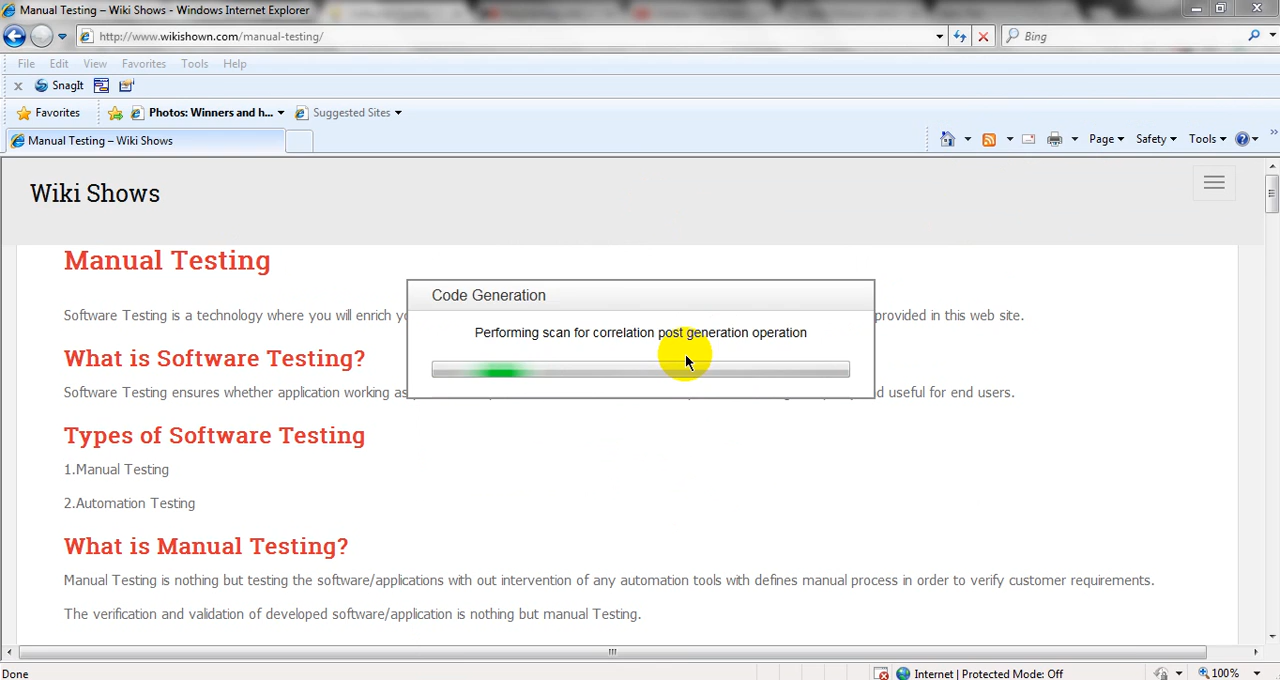 Manual Testing – Wiki Shows - Windows Internet Explorer
http://www.wikishown.com/manual-testing/
Bing
File Edit View Favorites Tools Help
x SnagIt
Favorites Photos: Winners and h... Suggested Sites
Manual Testing – Wiki Shows
Page Safety Tools
Wiki Shows
Manual Testing
Software Testing is a technology where you will enrich provided in this web site.
Code Generation
Performing scan for correlation post generation operation
What is Software Testing?
Software Testing ensures whether application working useful for end users.
Types of Software Testing
1.Manual Testing
2.Automation Testing
What is Manual Testing?
Manual Testing is nothing but testing the software/applications with out intervention of any automation tools with defines manual process in order to verify customer requirements.
The verification and validation of developed software/application is nothing but manual Testing.
Done
Internet | Protected Mode: Off
100%